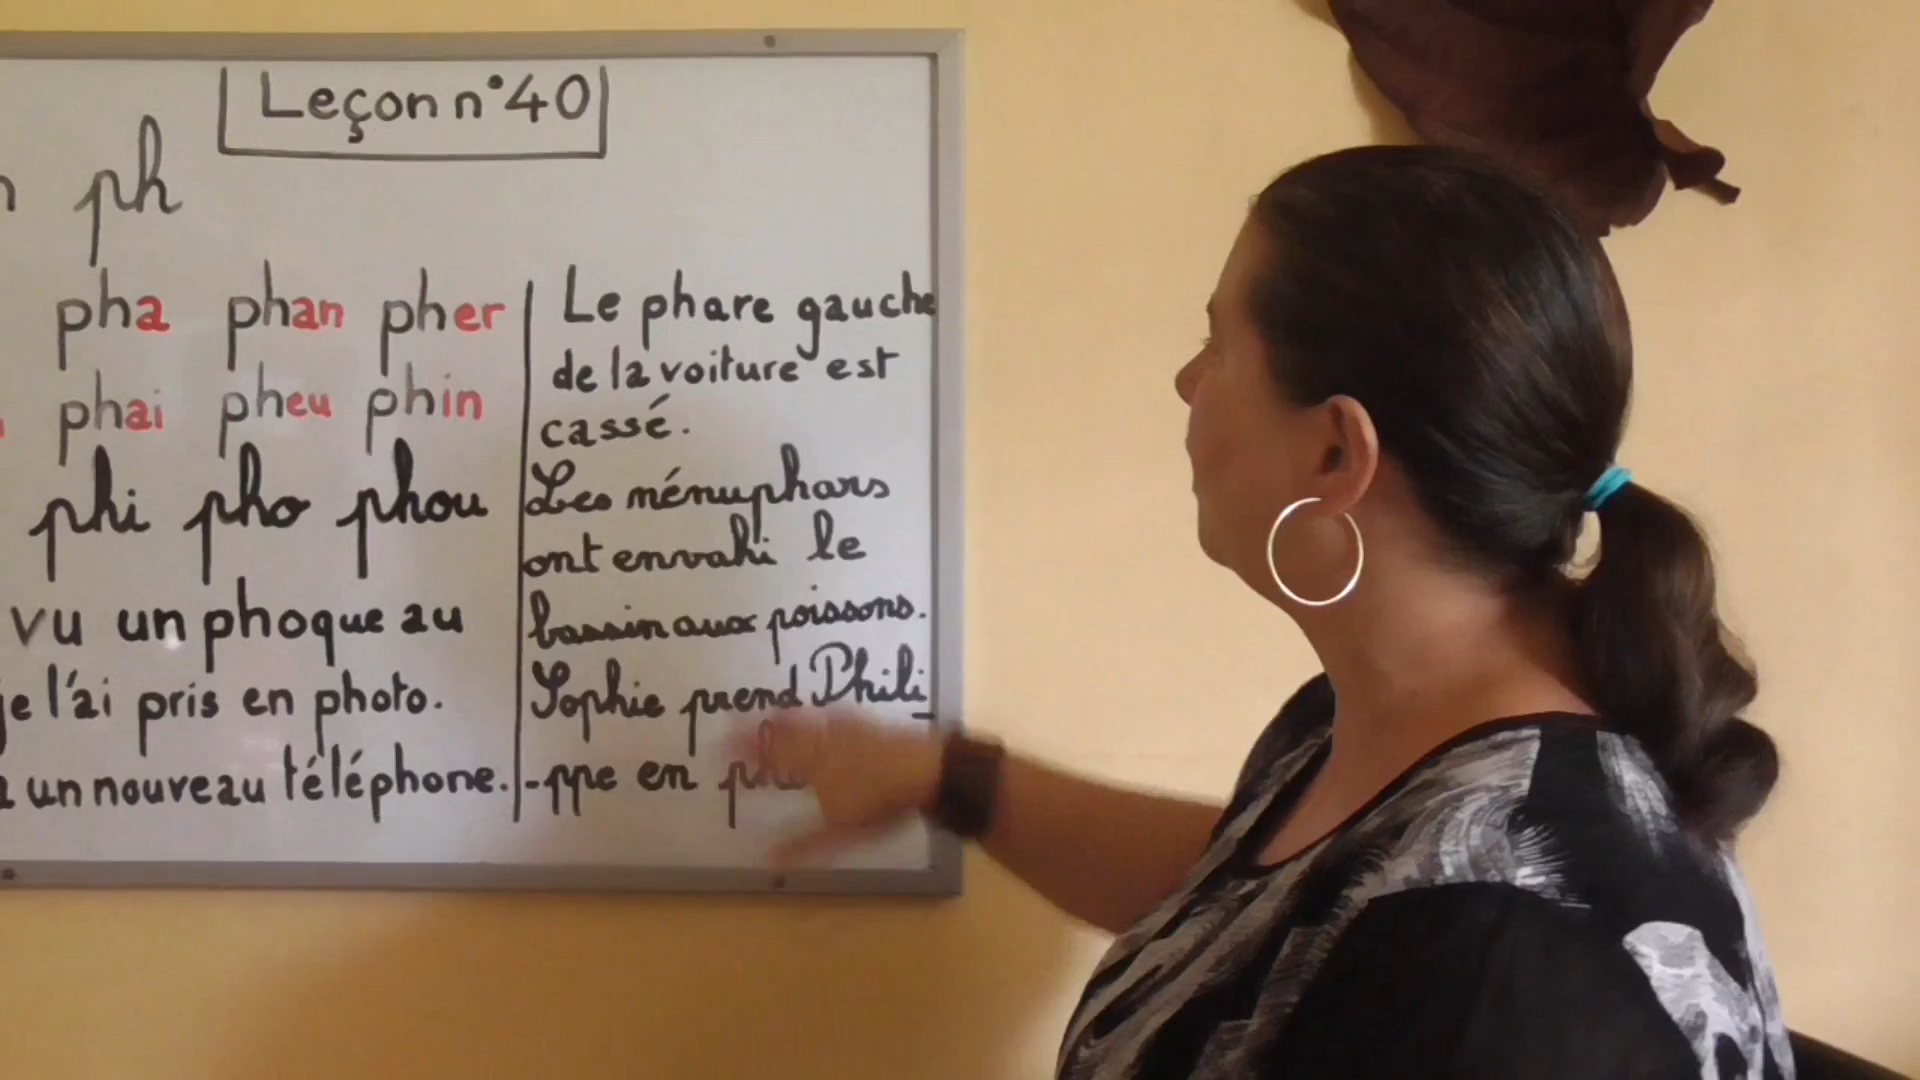 Leçon n°40
ph
pha phan pher
phai pheu phin
phi pho phou
vu un phoque au
je l'ai pris en photo.
un nouveau téléphone.
Le phare gauche
de la voiture est
cassé.
Les ménuphars
ont envahi le
bassin aux poissons.
Sophie prend Phili-
-ppe en